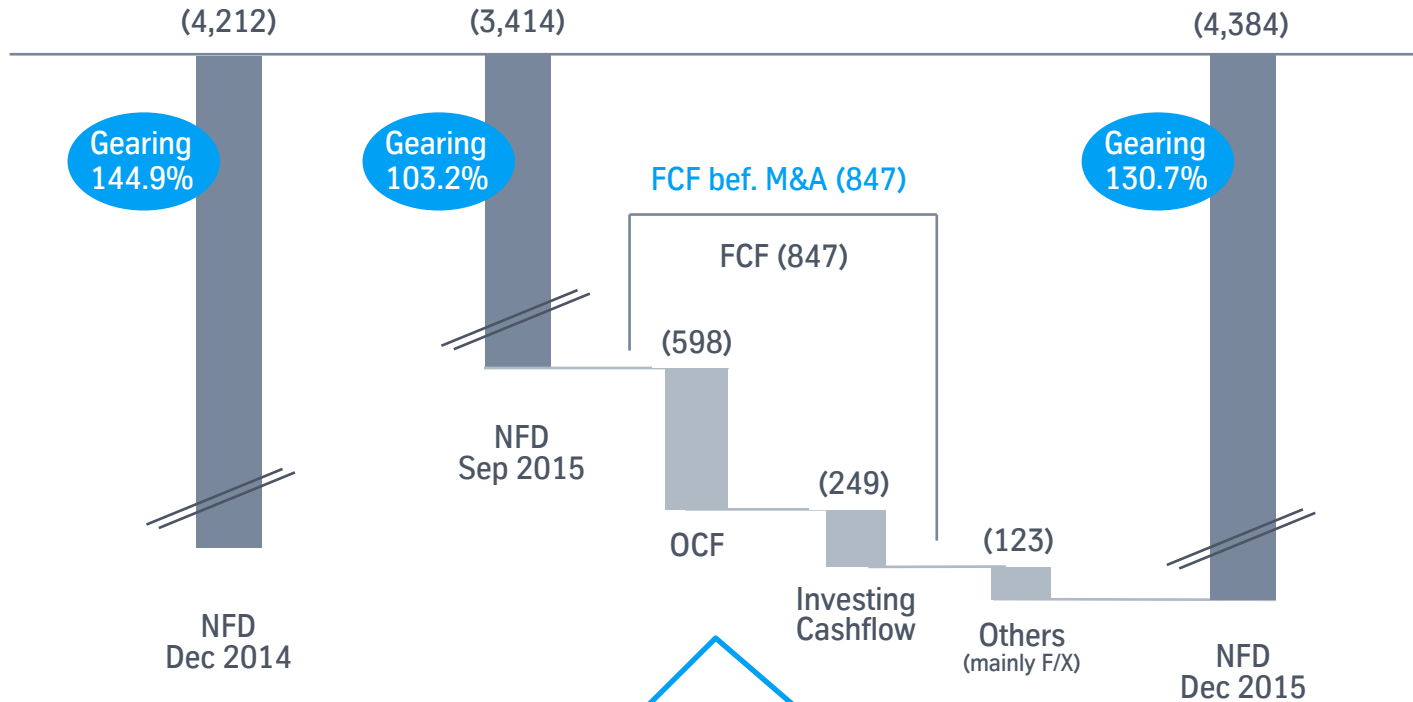 (4,212)
(3,414)
(4,384)
Gearing
144.9%
Gearing
103.2%
Gearing
130.7%
FCF bef. M&A (847)
FCF (847)
(598)
NFD
Sep 2015
(249)
OCF
(123)
Investing
Cashflow
NFD
Dec 2014
Others
(mainly F/X)
NFD
Dec 2015